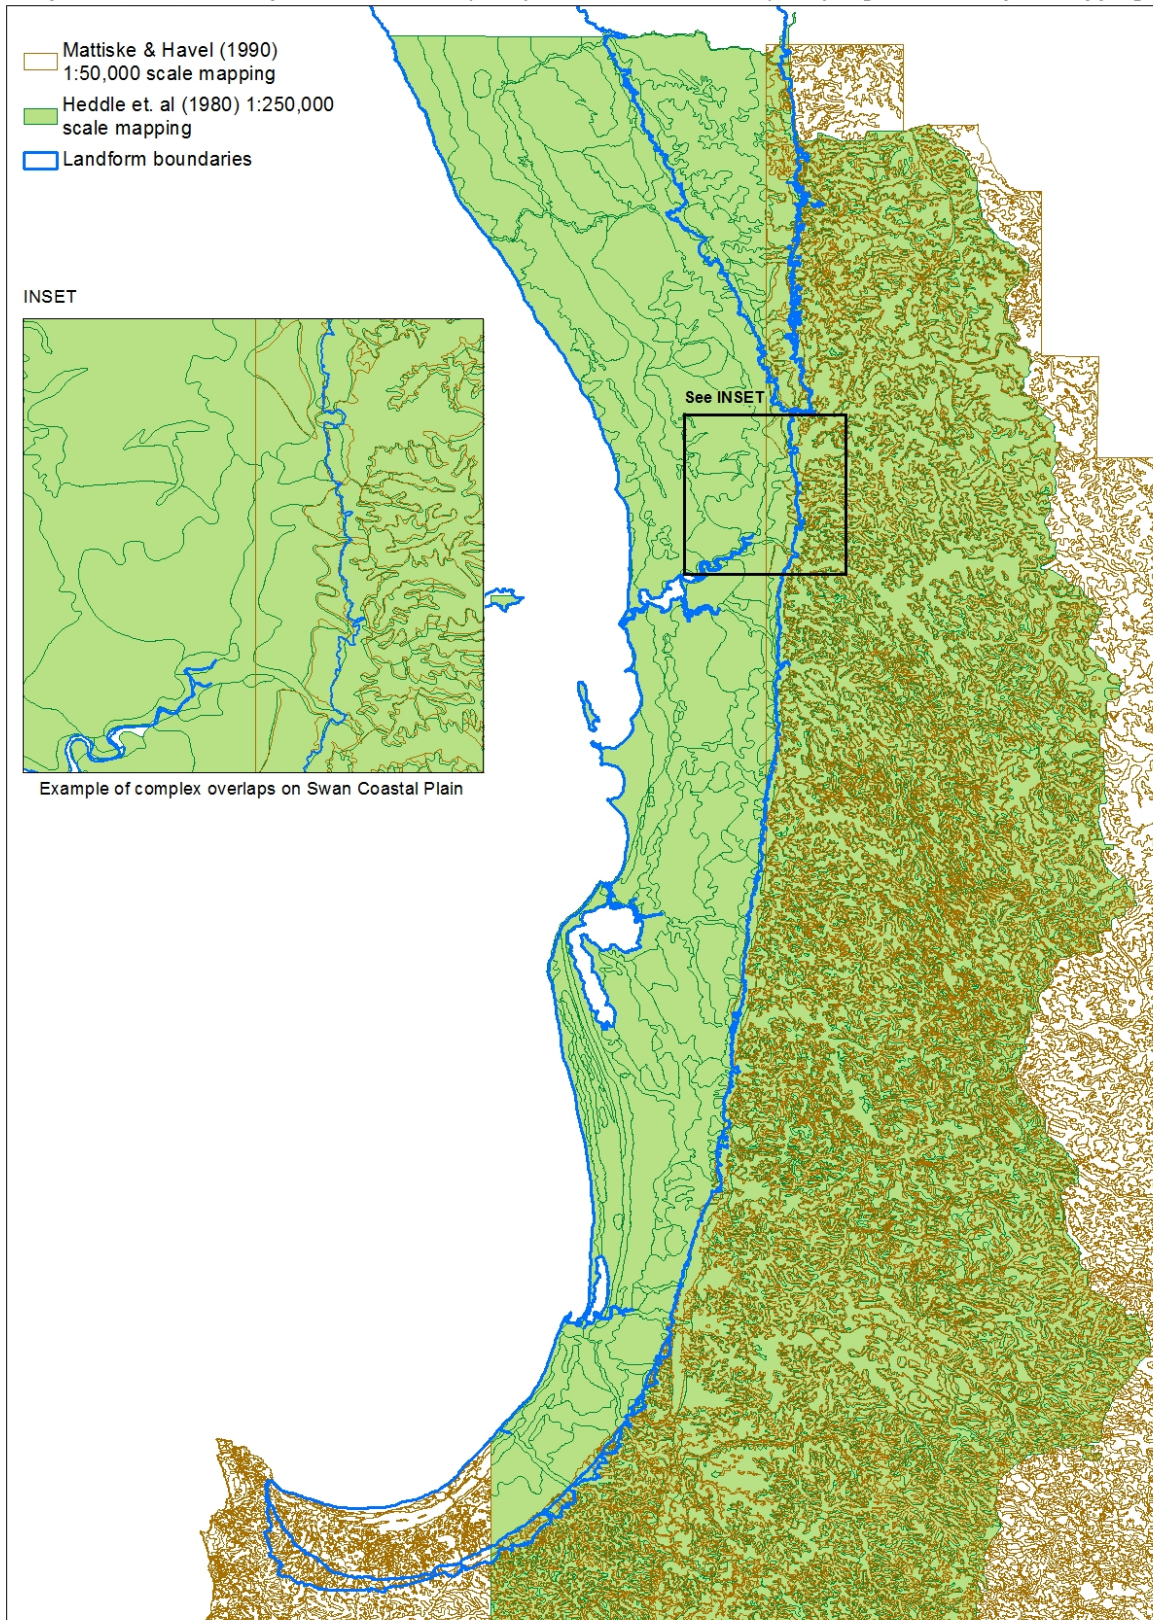 Mattiske & Havel (1990)
1:50,000 scale mapping
Heddle et. al (1980) 1:250,000
scale mapping
Landform boundaries
INSET
See INSET
Example of complex overlaps on Swan Coastal Plain